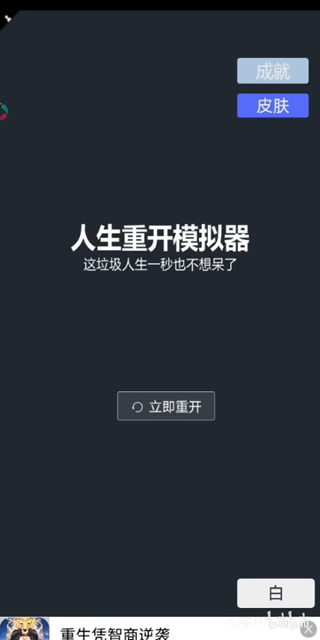 成就
皮肤
人生重开模拟器
这垃圾人生一秒也不想呆了
立即重开
白
重生凭智商逆袭